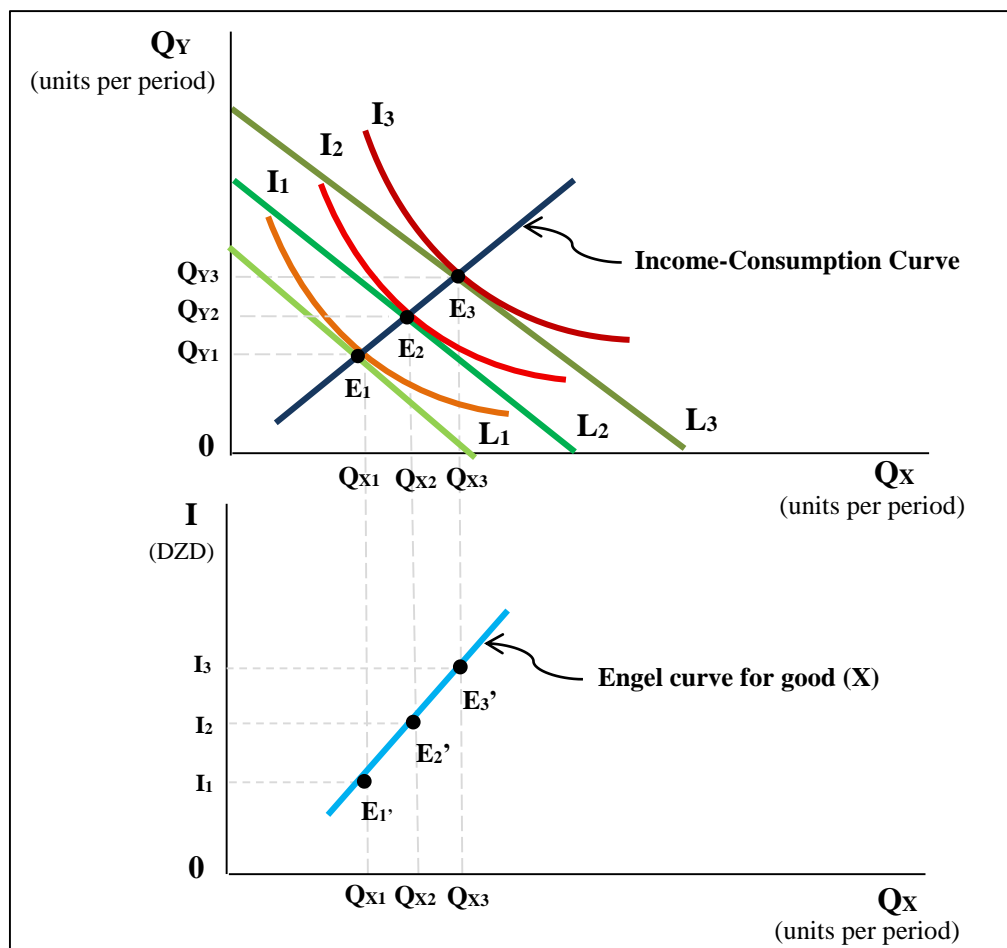 QY
(units per period)
I3
I2
I1
Income-Consumption Curve
QY3
E3
QY2
E2
QY1
E1
L1
L2
L3
0
QX1 QX2 QX3
QX
(units per period)
I
(DZD)
I3
Engel curve for good (X)
E3’
I2
E2’
I1
E1’
0
QX1 QX2 QX3
QX
(units per period)